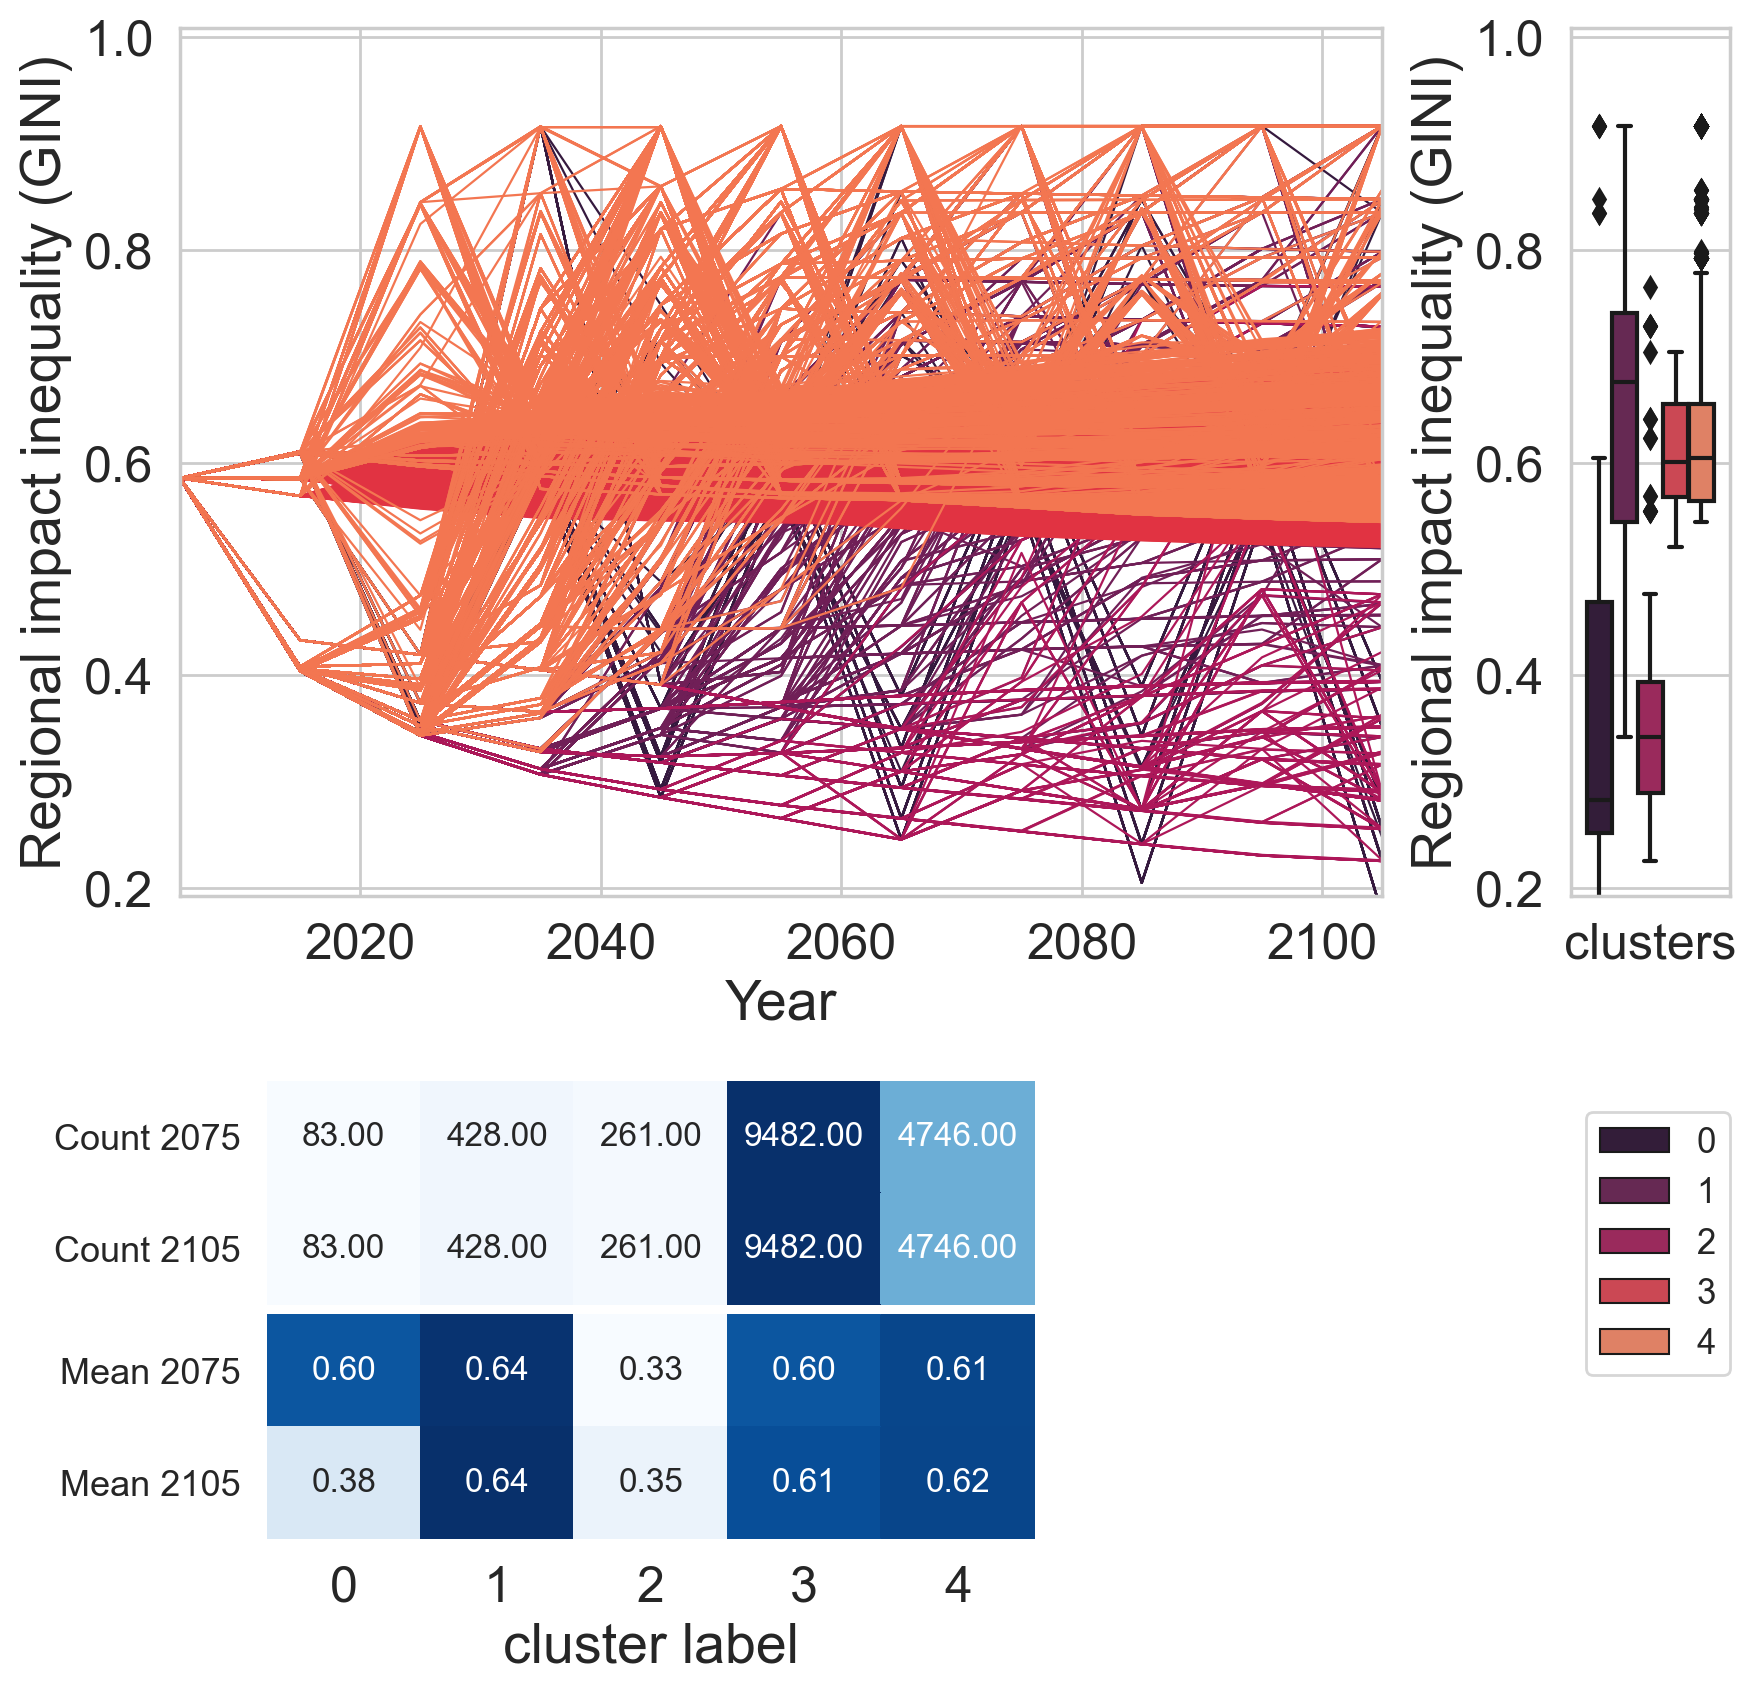 Regional impact inequality (GINI)
1.0
0.8
0.6
0.4
0.2
2020 2040 2060 2080 2100
Year
Regional impact inequality (GINI)
1.0
0.8
0.6
0.4
0.2
clusters
Count 2075 83.00 428.00 261.00 9482.00 4746.00
Count 2105 83.00 428.00 261.00 9482.00 4746.00
Mean 2075 0.60 0.64 0.33 0.60 0.61
Mean 2105 0.38 0.64 0.35 0.61 0.62
0 1 2 3 4
cluster label
0
1
2
3
4